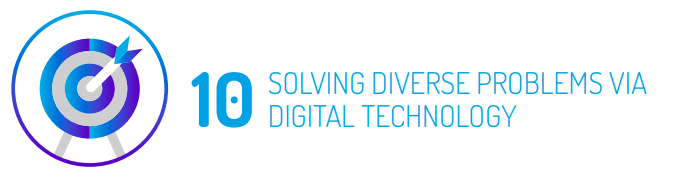 10
SOLVING DIVERSE PROBLEMS VIA
DIGITAL TECHNOLOGY